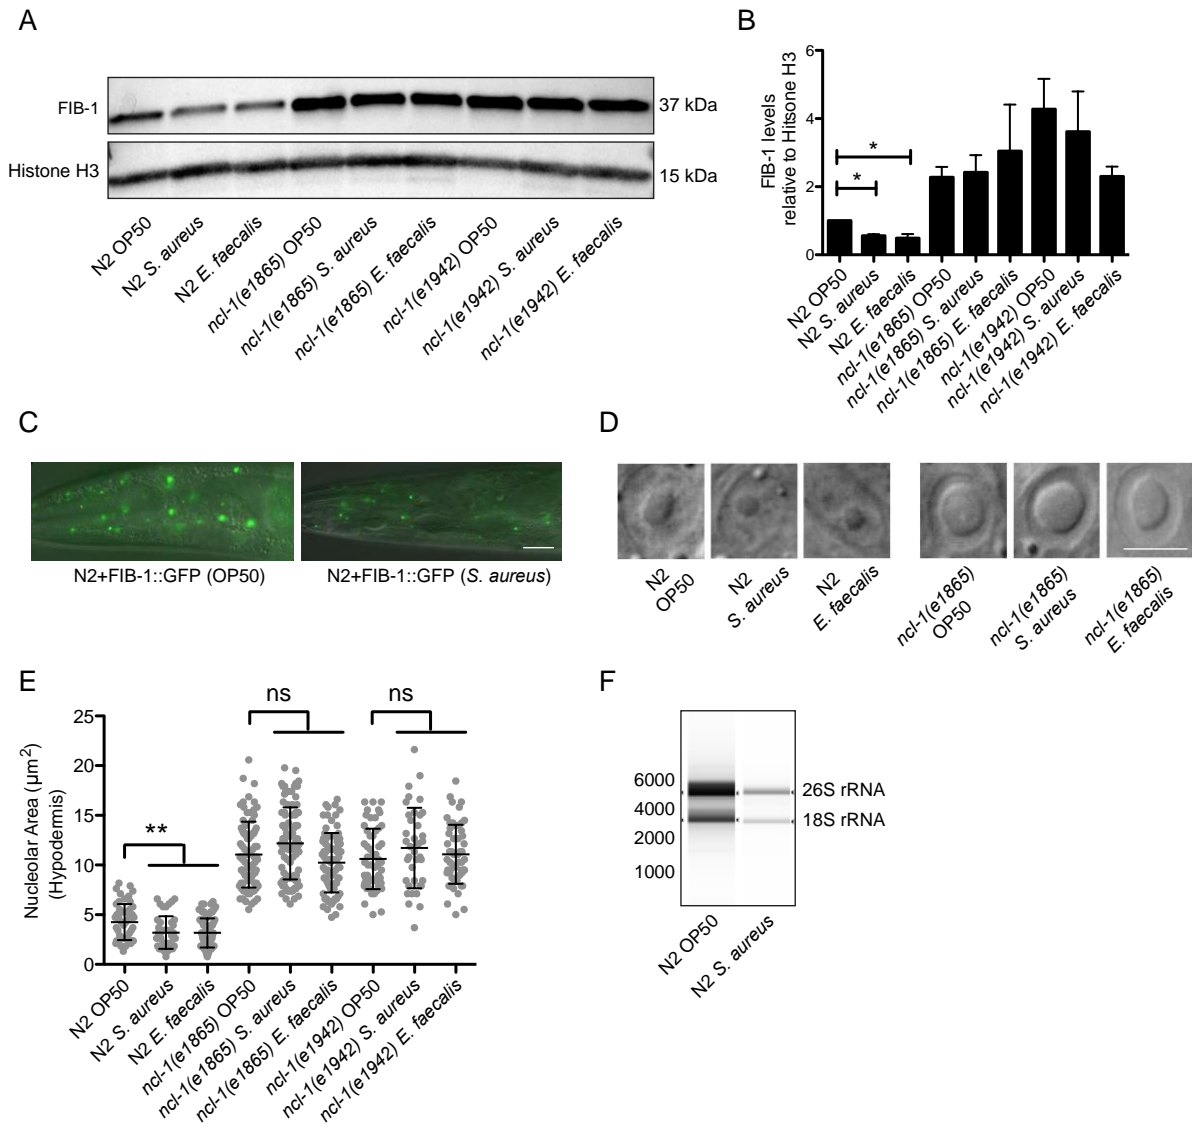 A
FIB-1
37 kDa
Histone H3
15 kDa
N2 OP50
N2 S. aureus
N2 E. faecalis
ncl-1(e1865) OP50
ncl-1(e1865) S. aureus
ncl-1(e1865) E. faecalis
ncl-1(e1942) OP50
ncl-1(e1942) S. aureus
ncl-1(e1942) E. faecalis
B
FIB-1 levels
relative to Hitsone H3
6
4
2
0
*
*
N2 OP50
N2 S. aureus
N2 E. faecalis
ncl-1(e1865) OP50
ncl-1(e1865) S. aureus
ncl-1(e1865) E. faecalis
ncl-1(e1942) OP50
ncl-1(e1942) S. aureus
ncl-1(e1942) E. faecalis
C
N2+FIB-1::GFP (OP50)
N2+FIB-1::GFP (S. aureus)
D
N2
OP50
N2
S. aureus
N2
E. faecalis
ncl-1(e1865)
OP50
ncl-1(e1865)
S. aureus
ncl-1(e1865)
E. faecalis
E
Nucleolar Area (µm²)
(Hypodermis)
25
20
15
10
5
0
**
ns
ns
N2 OP50
N2 S. aureus
N2 E. faecalis
ncl-1(e1865) OP50
ncl-1(e1865) S. aureus
ncl-1(e1865) E. faecalis
ncl-1(e1942) OP50
ncl-1(e1942) S. aureus
ncl-1(e1942) E. faecalis
F
6000
4000
2000
1000
26S rRNA
18S rRNA
N2 OP50
N2 S. aureus